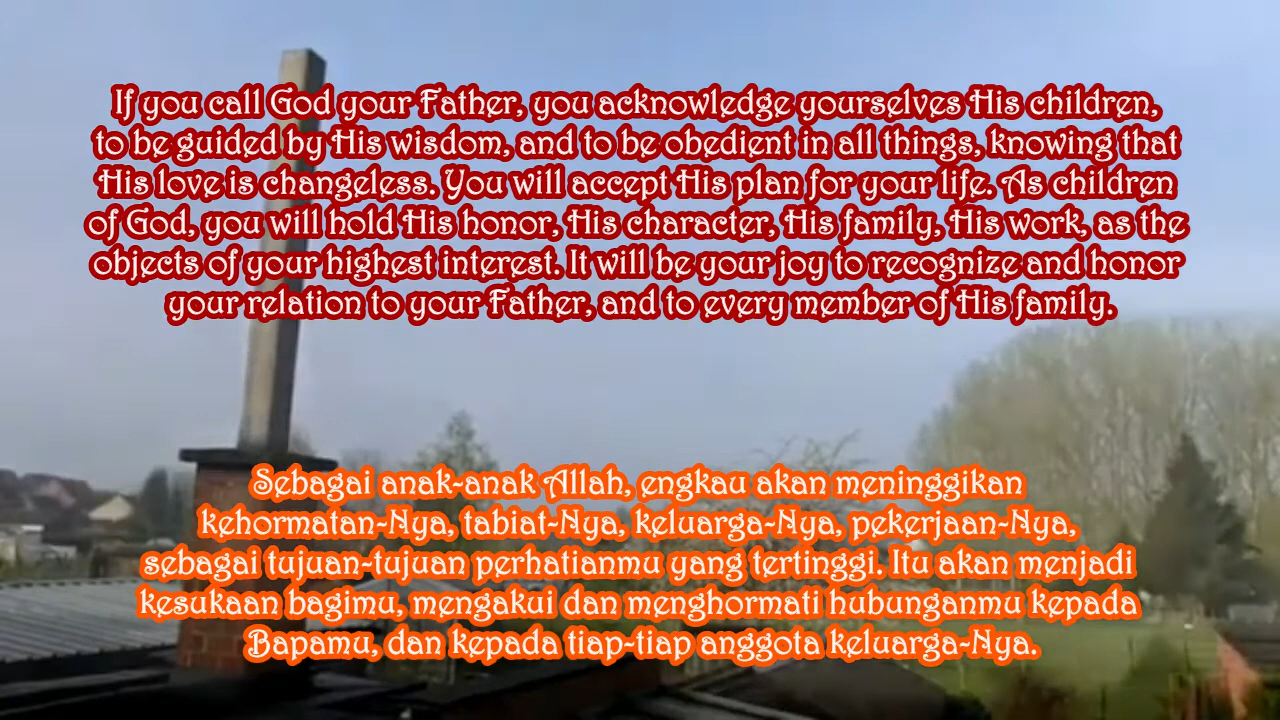 If you call God your Father, you acknowledge yourselves His children,
to be guided by His wisdom, and to be obedient in all things, knowing that
His love is changeless. You will accept His plan for your life. As children
of God, you will hold His honor, His character, His family, His work, as the
objects of your highest interest. It will be your joy to recognize and honor
your relation to your Father, and to every member of His family.
Sebagai anak-anak Allah, engkau akan meninggikan
kehormatan-Nya, tabiat-Nya, keluarga-Nya, pekerjaan-Nya,
sebagai tujuan-tujuan perhatianmu yang tertinggi. Itu akan menjadi
kesukaan bagimu, mengakui dan menghormati hubunganmu kepada
Bapamu, dan kepada tiap-tiap anggota keluarga-Nya.